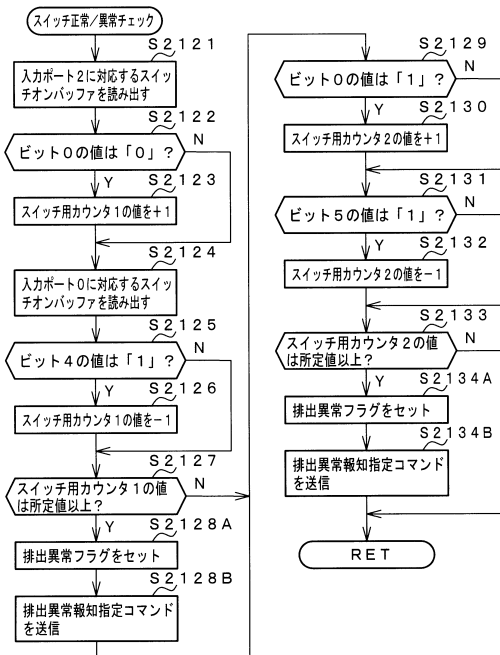 スイッチ正常/異常チェック
S2121
入力ポート2に対応するスイッ
チオンバッファを読み出す
S2122
ビット0の値は「0」?
N
Y
S2123
スイッチ用カウンタ1の値を+1
S2124
入力ポート0に対応するスイッ
チオンバッファを読み出す
S2125
ビット4の値は「1」?
N
Y
S2126
スイッチ用カウンタ1の値を-1
S2127
スイッチ用カウンタ1の値
は所定値以上?
N
Y
S2128A
排出異常フラグをセット
S2128B
排出異常報知指定コマンド
を送信
S2129
ビット0の値は「1」?
N
Y
S2130
スイッチ用カウンタ2の値を+1
S2131
ビット5の値は「1」?
N
Y
S2132
スイッチ用カウンタ2の値を-1
S2133
スイッチ用カウンタ2の値
は所定値以上?
N
Y
S2134A
排出異常フラグをセット
S2134B
排出異常報知指定コマンド
を送信
RET